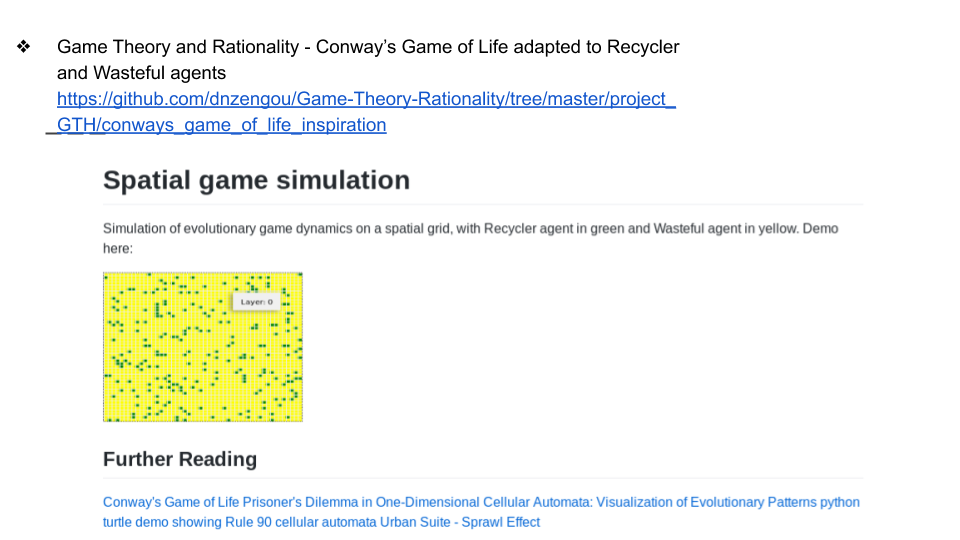 ❖ Game Theory and Rationality - Conway’s Game of Life adapted to Recycler
and Wasteful agents
https://github.com/dnzengou/Game-Theory-Rationality/tree/master/project_
GTH/conways_game_of_life_inspiration
Spatial game simulation
Simulation of evolutionary game dynamics on a spatial grid, with Recycler agent in green and Wasteful agent in yellow. Demo
here:
Layer: 0
Further Reading
Conway's Game of Life Prisoner's Dilemma in One-Dimensional Cellular Automata: Visualization of Evolutionary Patterns python
turtle demo showing Rule 90 cellular automata Urban Suite - Sprawl Effect